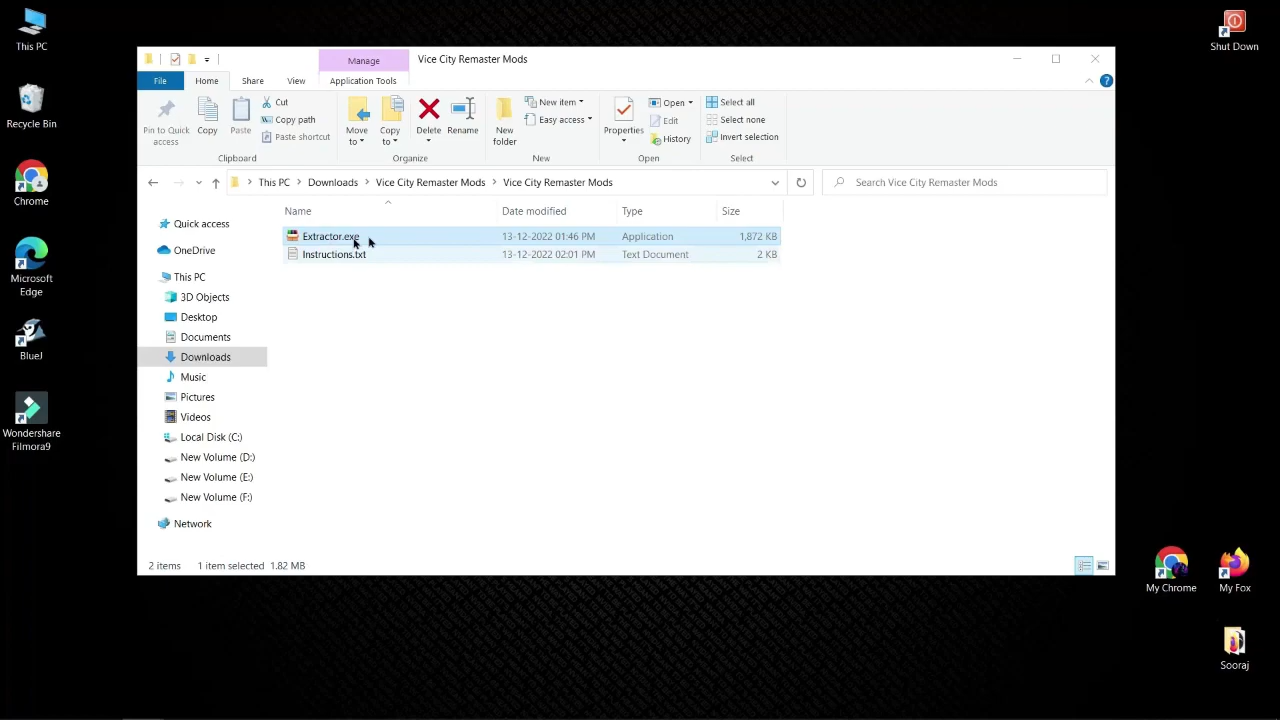 This PC
Recycle Bin
Chrome
Microsoft
Edge
BlueJ
Wondershare
Filmora9
Manage
Vice City Remaster Mods
File
Home
Share
View
Application Tools
Pin to Quick
access
Copy
Paste
Cut
Copy path
Paste shortcut
Clipboard
Move
to
Copy
to
Delete
Rename
Organize
New
folder
New item
Easy access
New
Properties
Open
Edit
History
Open
Select all
Select none
Invert selection
Select
This PC > Downloads > Vice City Remaster Mods > Vice City Remaster Mods
Search Vice City Remaster Mods
Quick access
OneDrive
This PC
3D Objects
Desktop
Documents
Downloads
Music
Pictures
Videos
Local Disk (C:)
New Volume (D:)
New Volume (E:)
New Volume (F:)
Network
Name Date modified Type Size
Extractor.exe 13-12-2022 01:46 PM Application 1,872 KB
Instructions.txt 13-12-2022 02:01 PM Text Document 2 KB
2 items 1 item selected 1.82 MB
Shut Down
My Chrome
My Fox
Sooraj